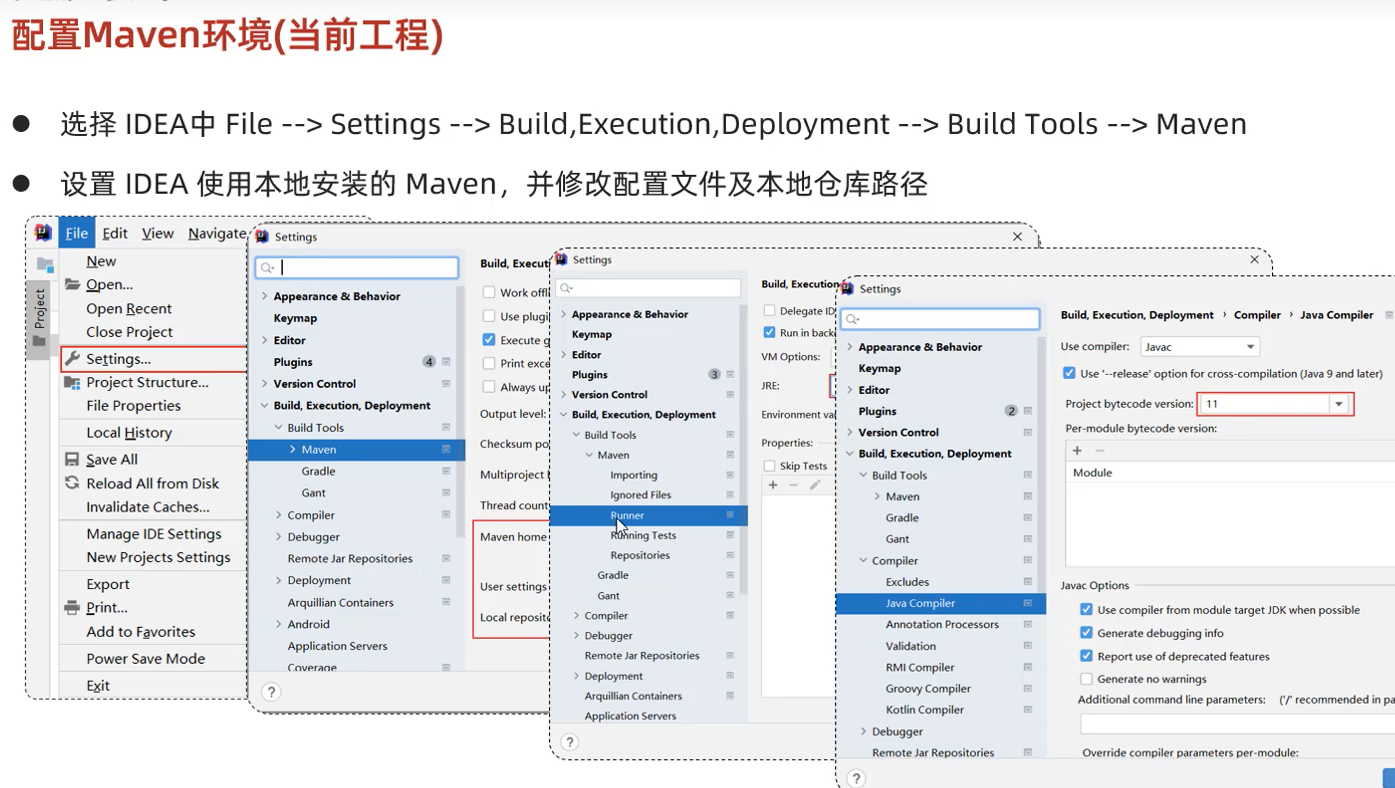 配置Maven环境(当前工程)
● 选择 IDEA中 File --> Settings --> Build,Execution,Deployment --> Build Tools --> Maven
● 设置 IDEA 使用本地安装的 Maven，并修改配置文件及本地仓库路径
File Edit View Navigate
Project
New
Open...
Open Recent
Close Project
Settings...
Project Structure...
File Properties
Local History
Save All
Reload All from Disk
Invalidate Caches...
Manage IDE Settings
New Projects Settings
Export
Print...
Add to Favorites
Power Save Mode
Exit
Settings
Appearance & Behavior
Keymap
Editor
Plugins 4
Version Control
Build, Execution, Deployment
Build Tools
Maven
Gradle
Gant
Compiler
Debugger
Remote Jar Repositories
Deployment
Arquillian Containers
Android
Application Servers
Coverage
?
Build,
Work
Use
Execute
Print
Always
Output level:
Checksum
Multiproject
Thread count
Maven home
User settings
Local
Settings
Appearance & Behavior
Keymap
Editor
Plugins 3
Version Control
Build, Execution, Deployment
Build Tools
Maven
Importing
Ignored Files
Runner
Running Tests
Repositories
Gradle
Gant
Compiler
Debugger
Remote Jar Repositories
Deployment
Arquillian Containers
Application Servers
?
Build, Execution
Delegate
Run in
VM Options:
JRE:
Environment
Properties:
Skip Tests
Settings
Appearance & Behavior
Keymap
Editor
Plugins 2
Version Control
Build, Execution, Deployment
Build Tools
Maven
Gradle
Gant
Compiler
Excludes
Java Compiler
Annotation Processors
Validation
RMI Compiler
Groovy Compiler
Kotlin Compiler
Debugger
Remote Jar Repositories
?
Build, Execution, Deployment › Compiler › Java Compiler
Use compiler: Javac
Use '--release' option for cross-compilation (Java 9 and later)
Project bytecode version: 11
Per-module bytecode version:
Module
Javac Options
Use compiler from module target JDK when possible
Generate debugging info
Report use of deprecated features
Generate no warnings
Additional command line parameters: ('/' recommended in
Override compiler parameters per-module: